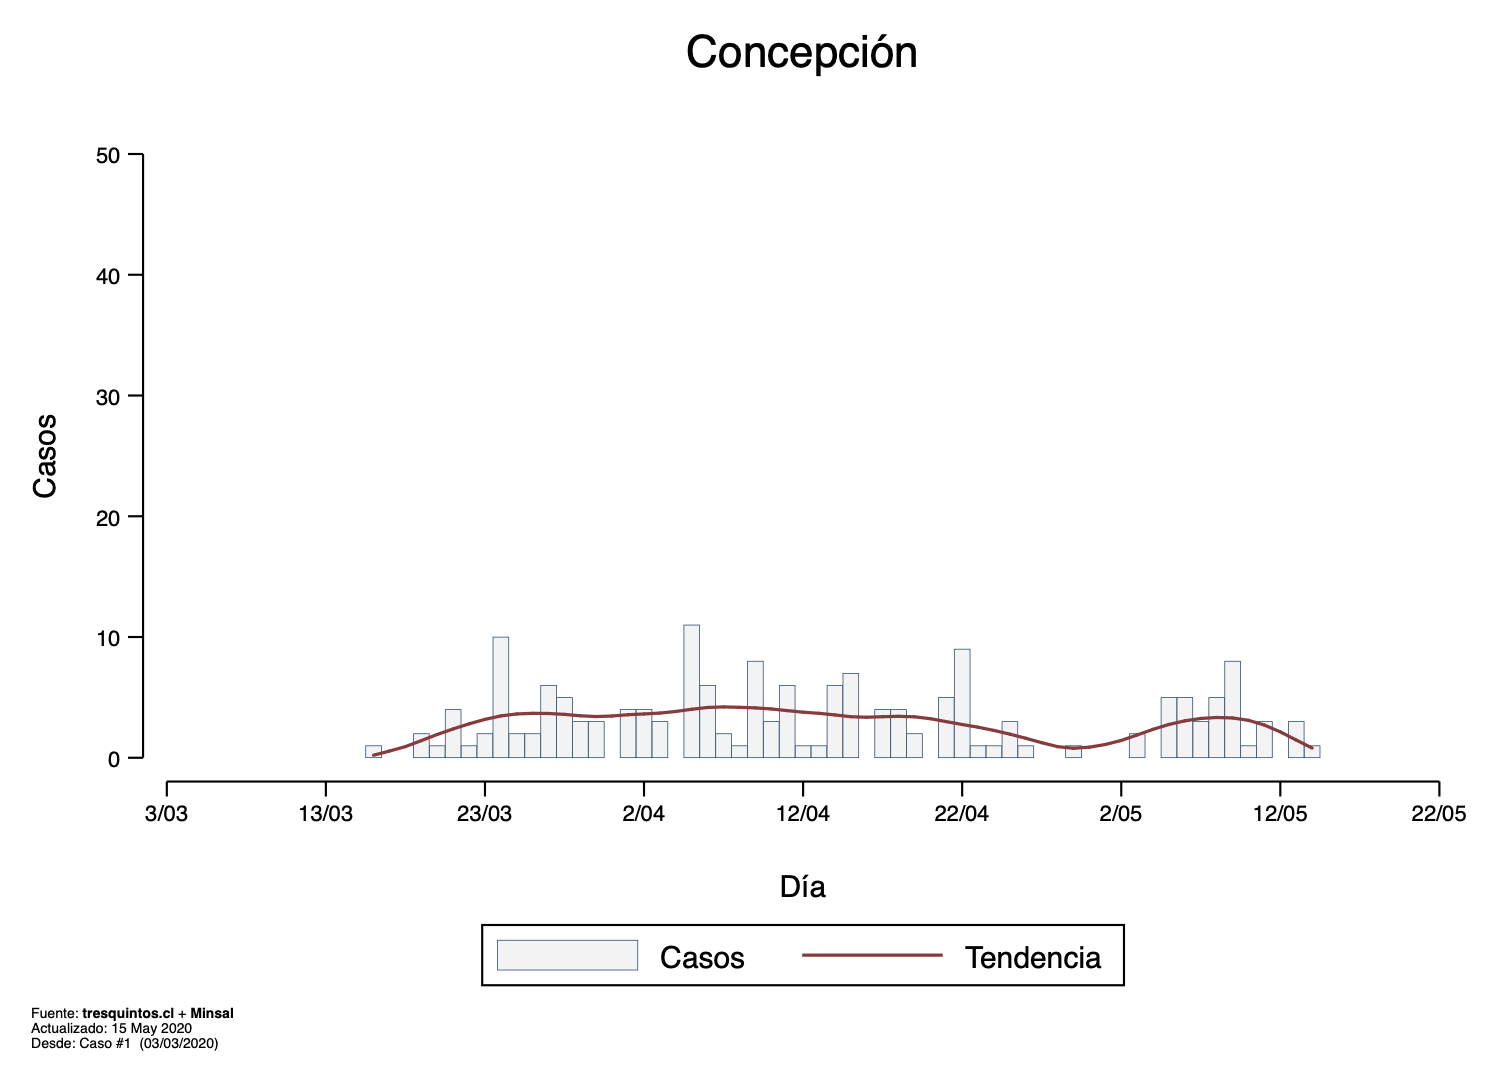 Concepción
50
40
30
20
10
0
Casos
3/03 13/03 23/03 2/04 12/04 22/04 2/05 12/05 22/05
Día
Casos Tendencia
Fuente: tresquintos.cl + Minsal
Actualizado: 15 May 2020
Desde: Caso #1 (03/03/2020)